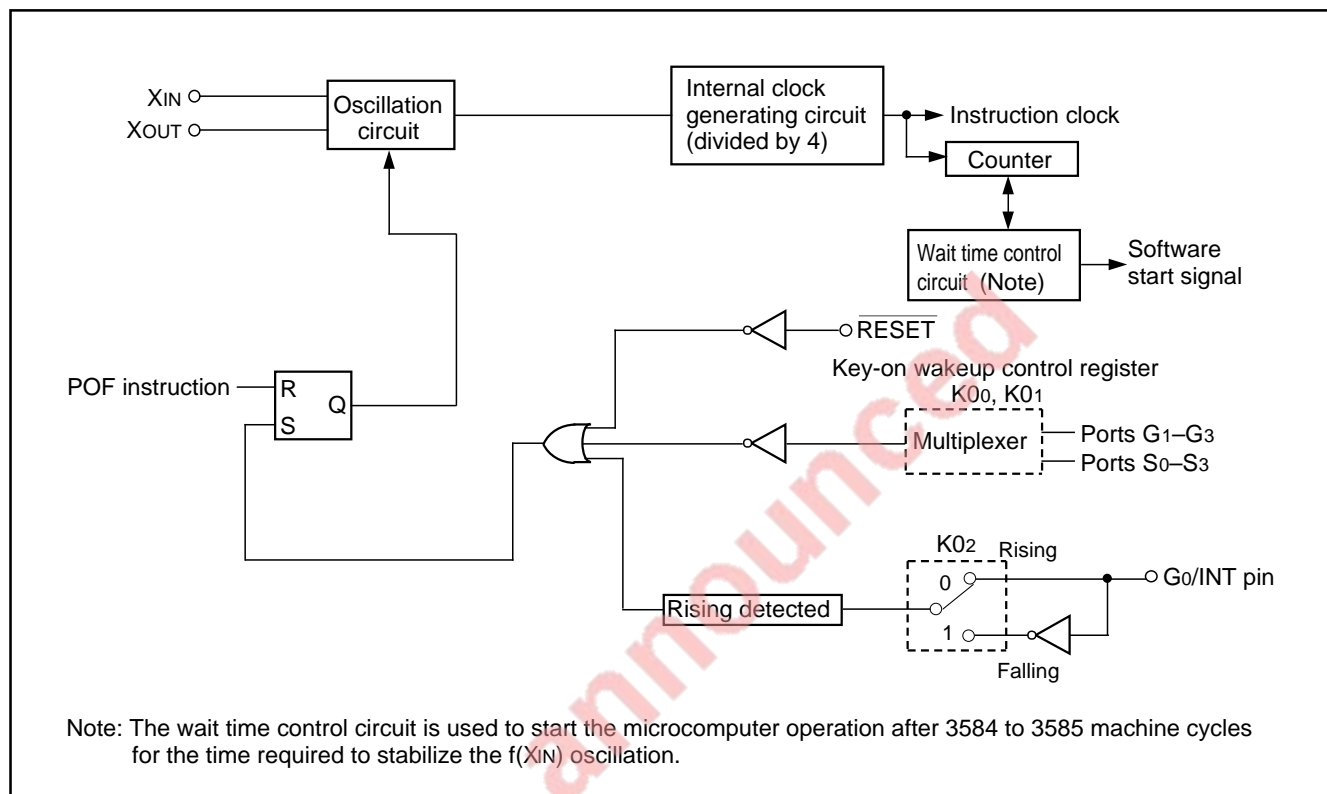 XIN
XOUT
Oscillation
circuit
Internal clock
generating circuit
(divided by 4)
Instruction clock
Counter
Wait time control
circuit (Note)
Software
start signal
RESET
Key-on wakeup control register
K00, K01
POF instruction
R
S
Q
Multiplexer
Ports G1–G3
Ports S0–S3
K02
Rising
0
G0/INT pin
Rising detected
1
Falling
Note: The wait time control circuit is used to start the microcomputer operation after 3584 to 3585 machine cycles
for the time required to stabilize the f(XIN) oscillation.
announced